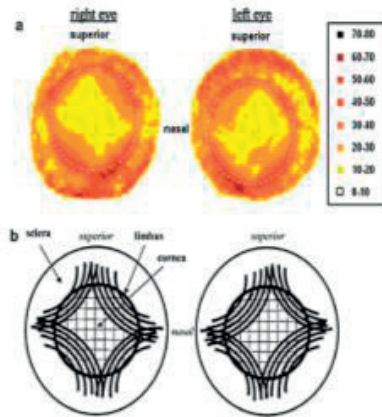 a
right eye
left eye
superior
superior
nasal
70-80
60-70
50-60
40-50
30-40
20-30
10-20
0-10
b
sclera
superior
limbus
cornea
superior
nasal